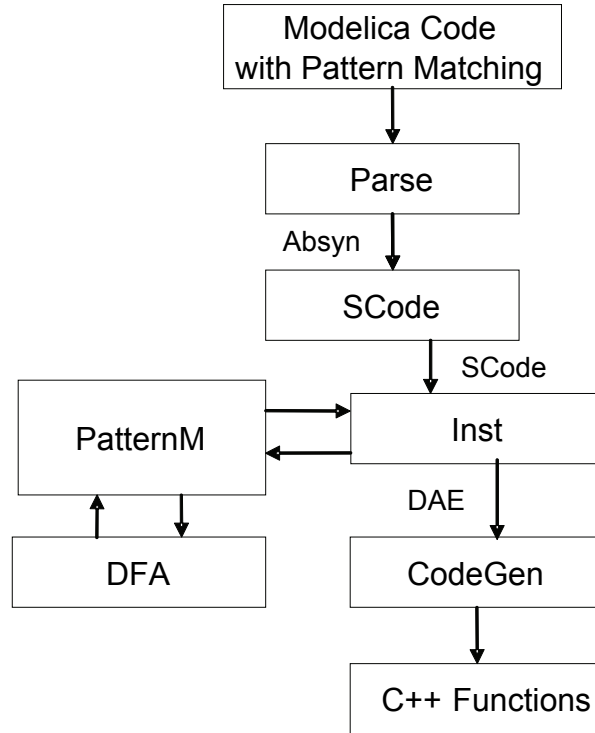 Modelica Code
with Pattern Matching
Parse
Absyn
SCode
SCode
PatternM
Inst
DAE
DFA
CodeGen
C++ Functions